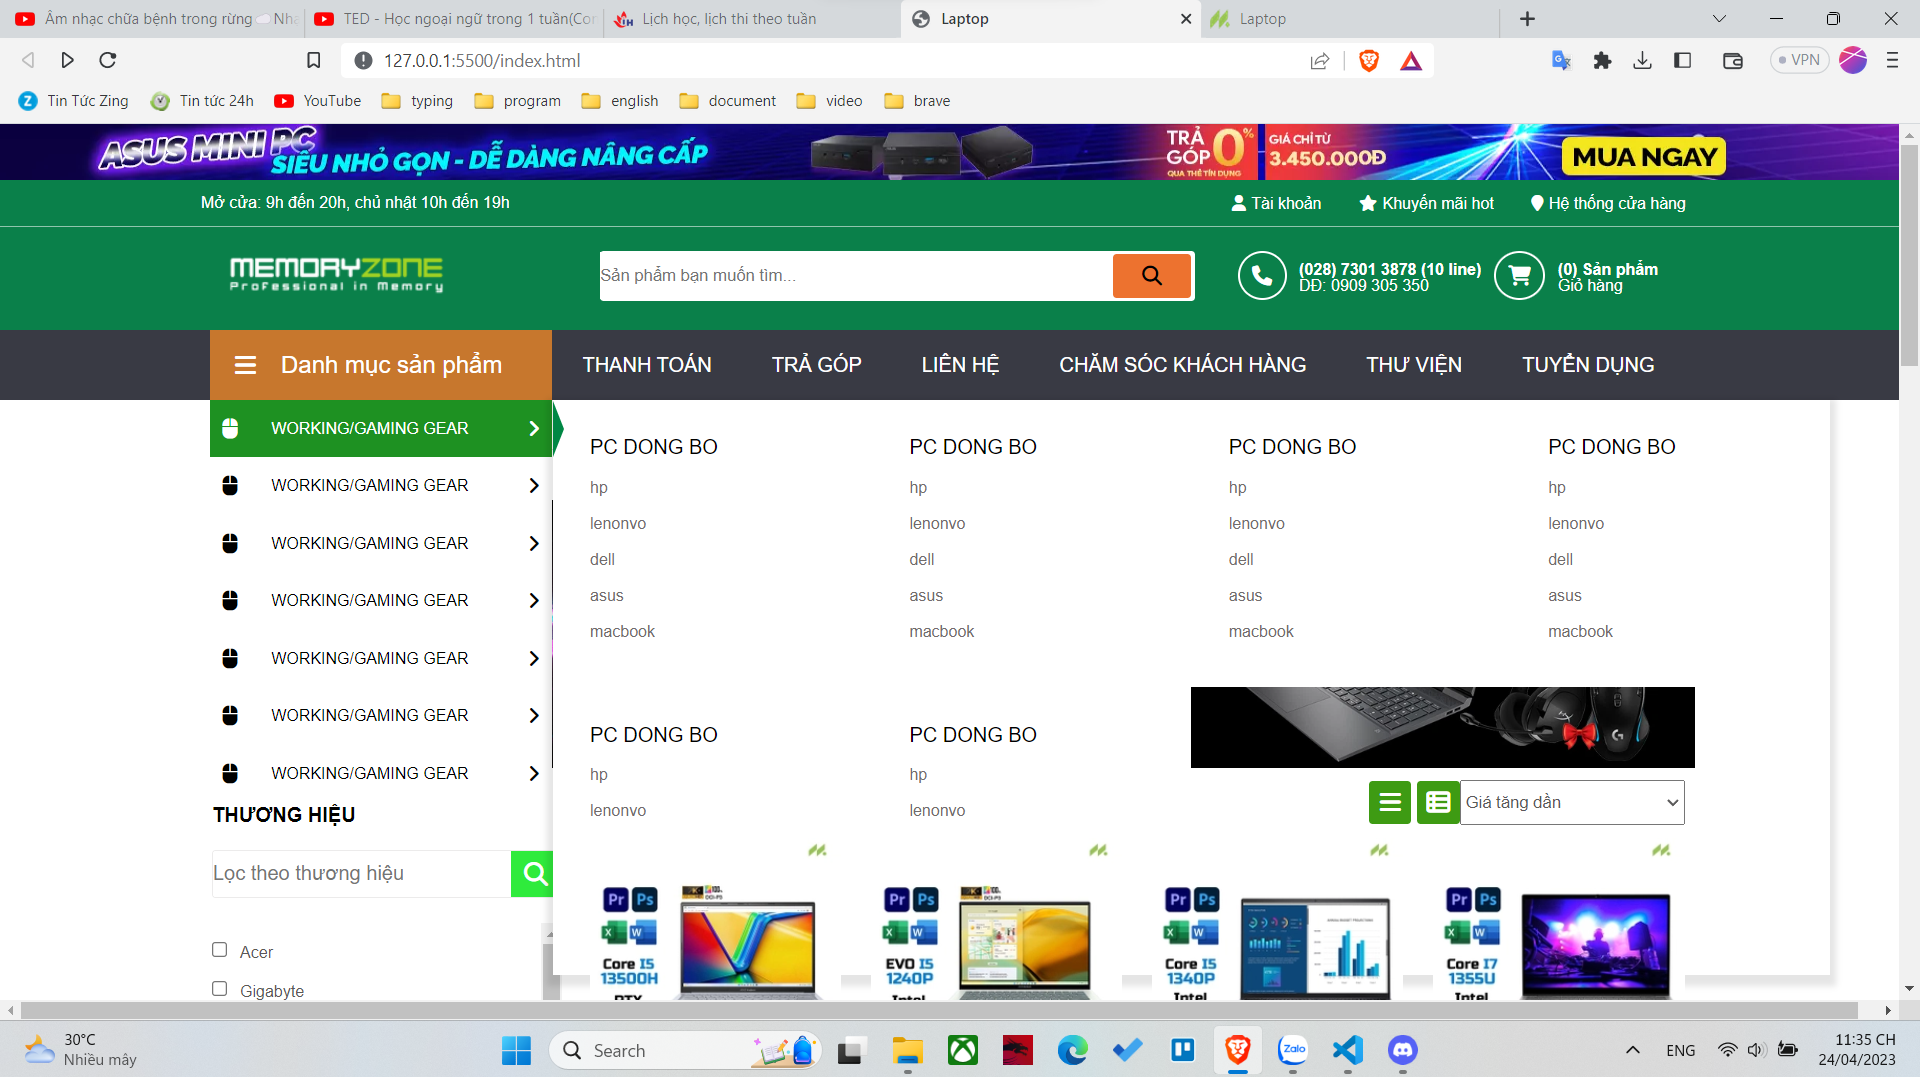 Âm nhạc chữa bệnh trong rừng
TED - Học ngoại ngữ trong 1 tuần(Cor
Lịch học, lịch thi theo tuần
Laptop
Laptop
127.0.0.1:5500/index.html
VPN
Tin Tức Zing
Tin tức 24h
YouTube
typing
program
english
document
video
brave
ASUS MINI PC
SIÊU NHỎ GỌN - DỄ DÀNG NÂNG CẤP
TRẢ GÓP 0%
QUA THẺ TÍN DỤNG
GIÁ CHỈ TỪ
3.450.000Đ
MUA NGAY
Mở cửa: 9h đến 20h, chủ nhật 10h đến 19h
Tài khoản
Khuyến mãi hot
Hệ thống cửa hàng
MEMORYZONE
Professional in Memory
Sản phẩm bạn muốn tìm...
(028) 7301 3878 (10 line)
DĐ: 0909 305 350
(0) Sản phẩm
Giỏ hàng
Danh mục sản phẩm
THANH TOÁN
TRẢ GÓP
LIÊN HỆ
CHĂM SÓC KHÁCH HÀNG
THƯ VIỆN
TUYỂN DỤNG
WORKING/GAMING GEAR
WORKING/GAMING GEAR
WORKING/GAMING GEAR
WORKING/GAMING GEAR
WORKING/GAMING GEAR
WORKING/GAMING GEAR
WORKING/GAMING GEAR
PC DONG BO
hp
lenonvo
dell
asus
macbook
PC DONG BO
hp
lenonvo
dell
asus
macbook
PC DONG BO
hp
lenonvo
dell
asus
macbook
PC DONG BO
hp
lenonvo
dell
asus
macbook
PC DONG BO
hp
lenonvo
PC DONG BO
hp
lenonvo
Giá tăng dần
THƯƠNG HIỆU
Lọc theo thương hiệu
Acer
Gigabyte
Pr Ps
X W
Core I5
13500H
RTX
Pr Ps
X W
EVO I5
1240P
Intel
Pr Ps
X W
Core I5
1340P
Intel
Pr Ps
X W
Core I7
1355U
Intel
30°C
Nhiều mây
Search
Zalo
ENG
11:35 CH
24/04/2023